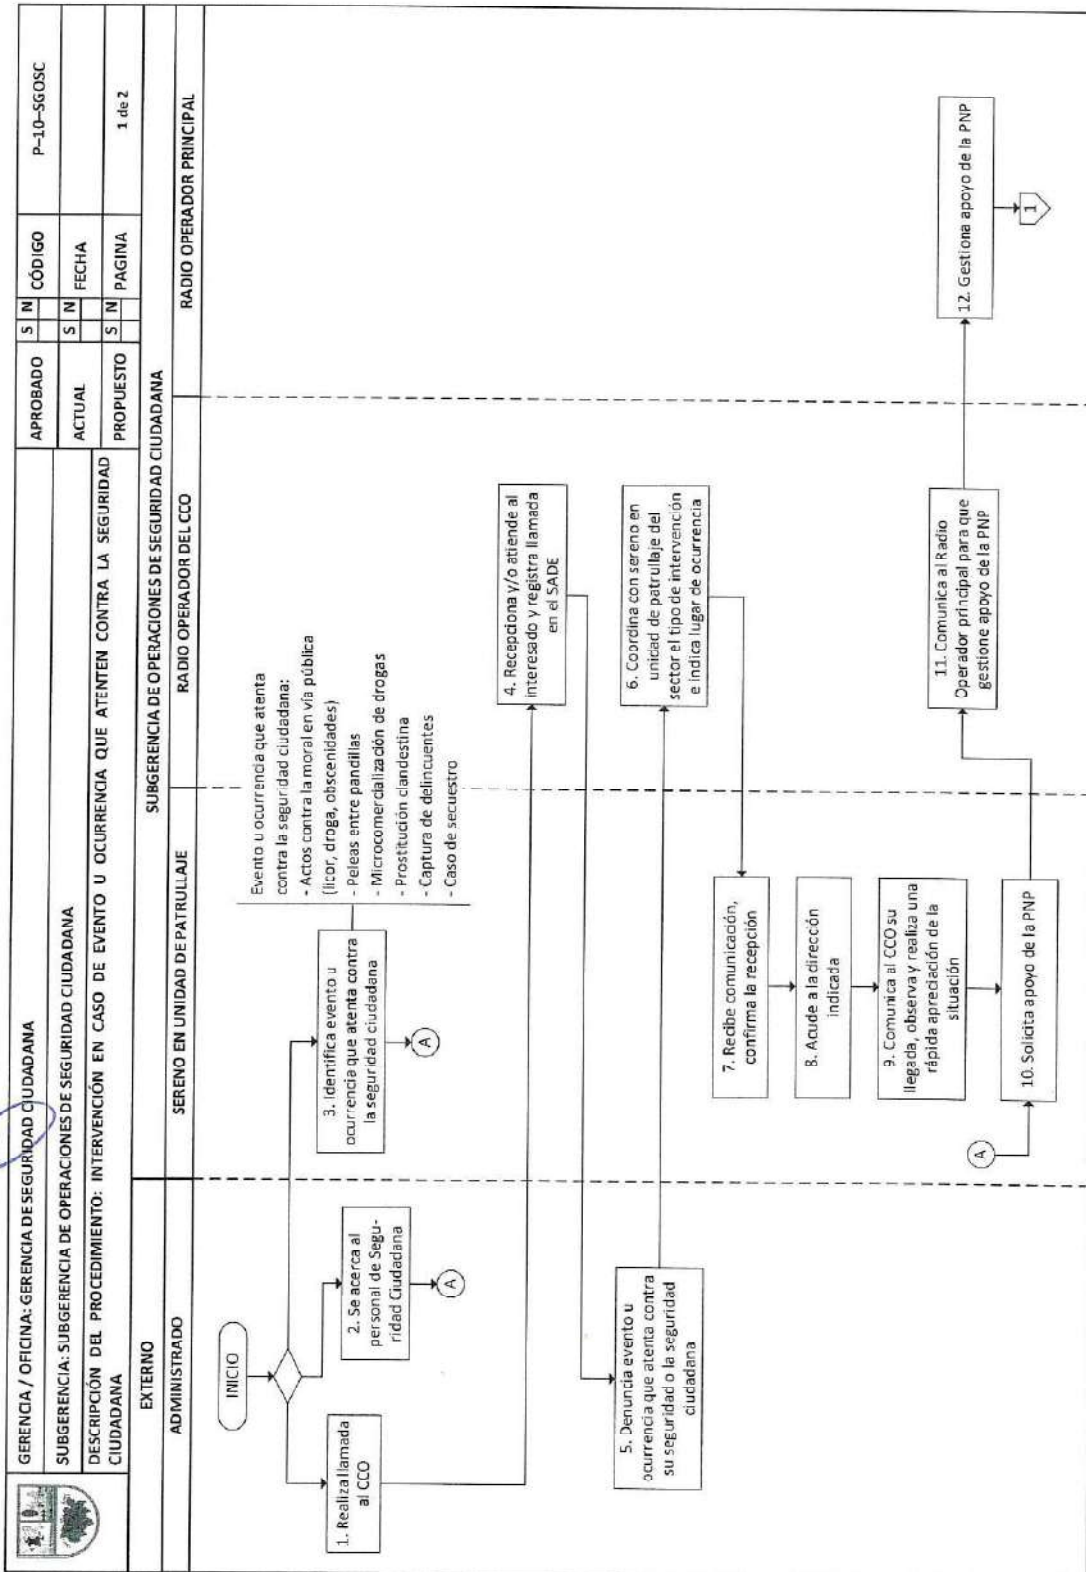 GERENCIA / OFICINA: GERENCIA DE SEGURIDAD CIUDADANA
APROBADO
S N
CÓDIGO
P-10-SGOSC
SUBGERENCIA: SUBGERENCIA DE OPERACIONES DE SEGURIDAD CIUDADANA
ACTUAL
S N
FECHA
DESCRIPCIÓN DEL PROCEDIMIENTO: INTERVENCIÓN EN CASO DE EVENTO U OCURRENCIA QUE ATENTEN CONTRA LA SEGURIDAD
CIUDADANA
PROPUESTO
S N
PAGINA
1 de 2
EXTERNO
SUBGERENCIA DE OPERACIONES DE SEGURIDAD CIUDADANA
ADMINISTRADO
SERENO EN UNIDAD DE PATRULLAJE
RADIO OPERADOR DEL CCO
RADIO OPERADOR PRINCIPAL
INICIO
1. Realiza llamada
al CCO
2. Se acerca al
personal de Segu-
ridad Ciudadana
A
3. Identifica evento u
ocurrencia que atenta contra
la seguridad ciudadana
A
Evento u ocurrencia que atenta
contra la seguridad ciudadana:
- Actos contra la moral en vía pública
(licor, droga, obscenidades)
- Peleas entre pandillas
- Microcomercialización de drogas
- Prostitución clandestina
- Captura de delincuentes
- Caso de secuestro
4. Recepciona y/o atiende al
interesado y registra llamada
en el SADE
5. Denuncia evento u
ocurrencia que atenta contra
su seguridad o la seguridad
ciudadana
6. Coordina con sereno en
unidad de patrullaje del
sector el tipo de intervención
e indica lugar de ocurrencia
7. Recibe comunicación,
confirma la recepción
8. Acude a la dirección
indicada
9. Comunica al CCO su
llegada, observa y realiza una
rápida apreciación de la
situación
A
10. Solicita apoyo de la PNP
11. Comunica al Radio
Operador principal para que
gestione apoyo de la PNP
12. Gestiona apoyo de la PNP
1